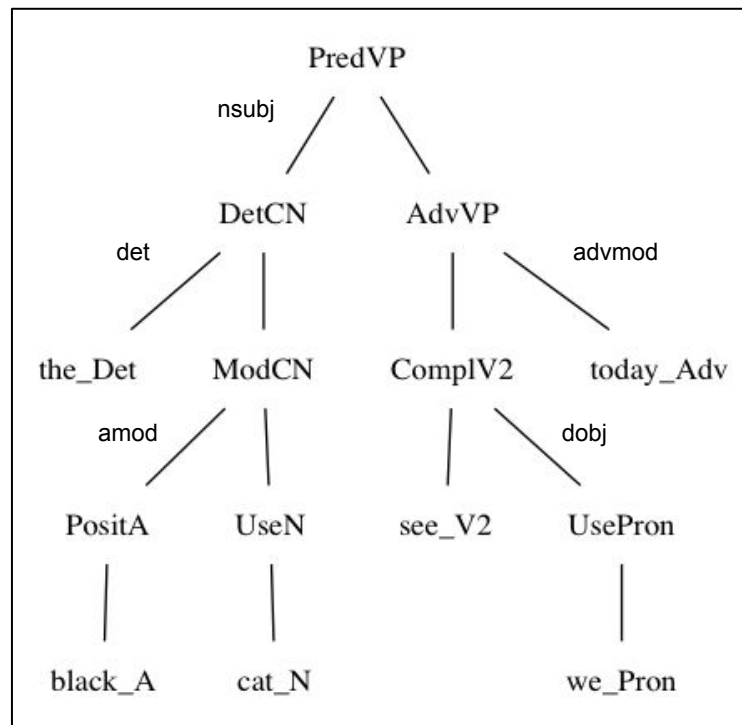 PredVP
nsubj
DetCN AdvVP
det advmod
the_Det ModCN ComplV2 today_Adv
amod dobj
PositA UseN see_V2 UsePron
black_A cat_N we_Pron